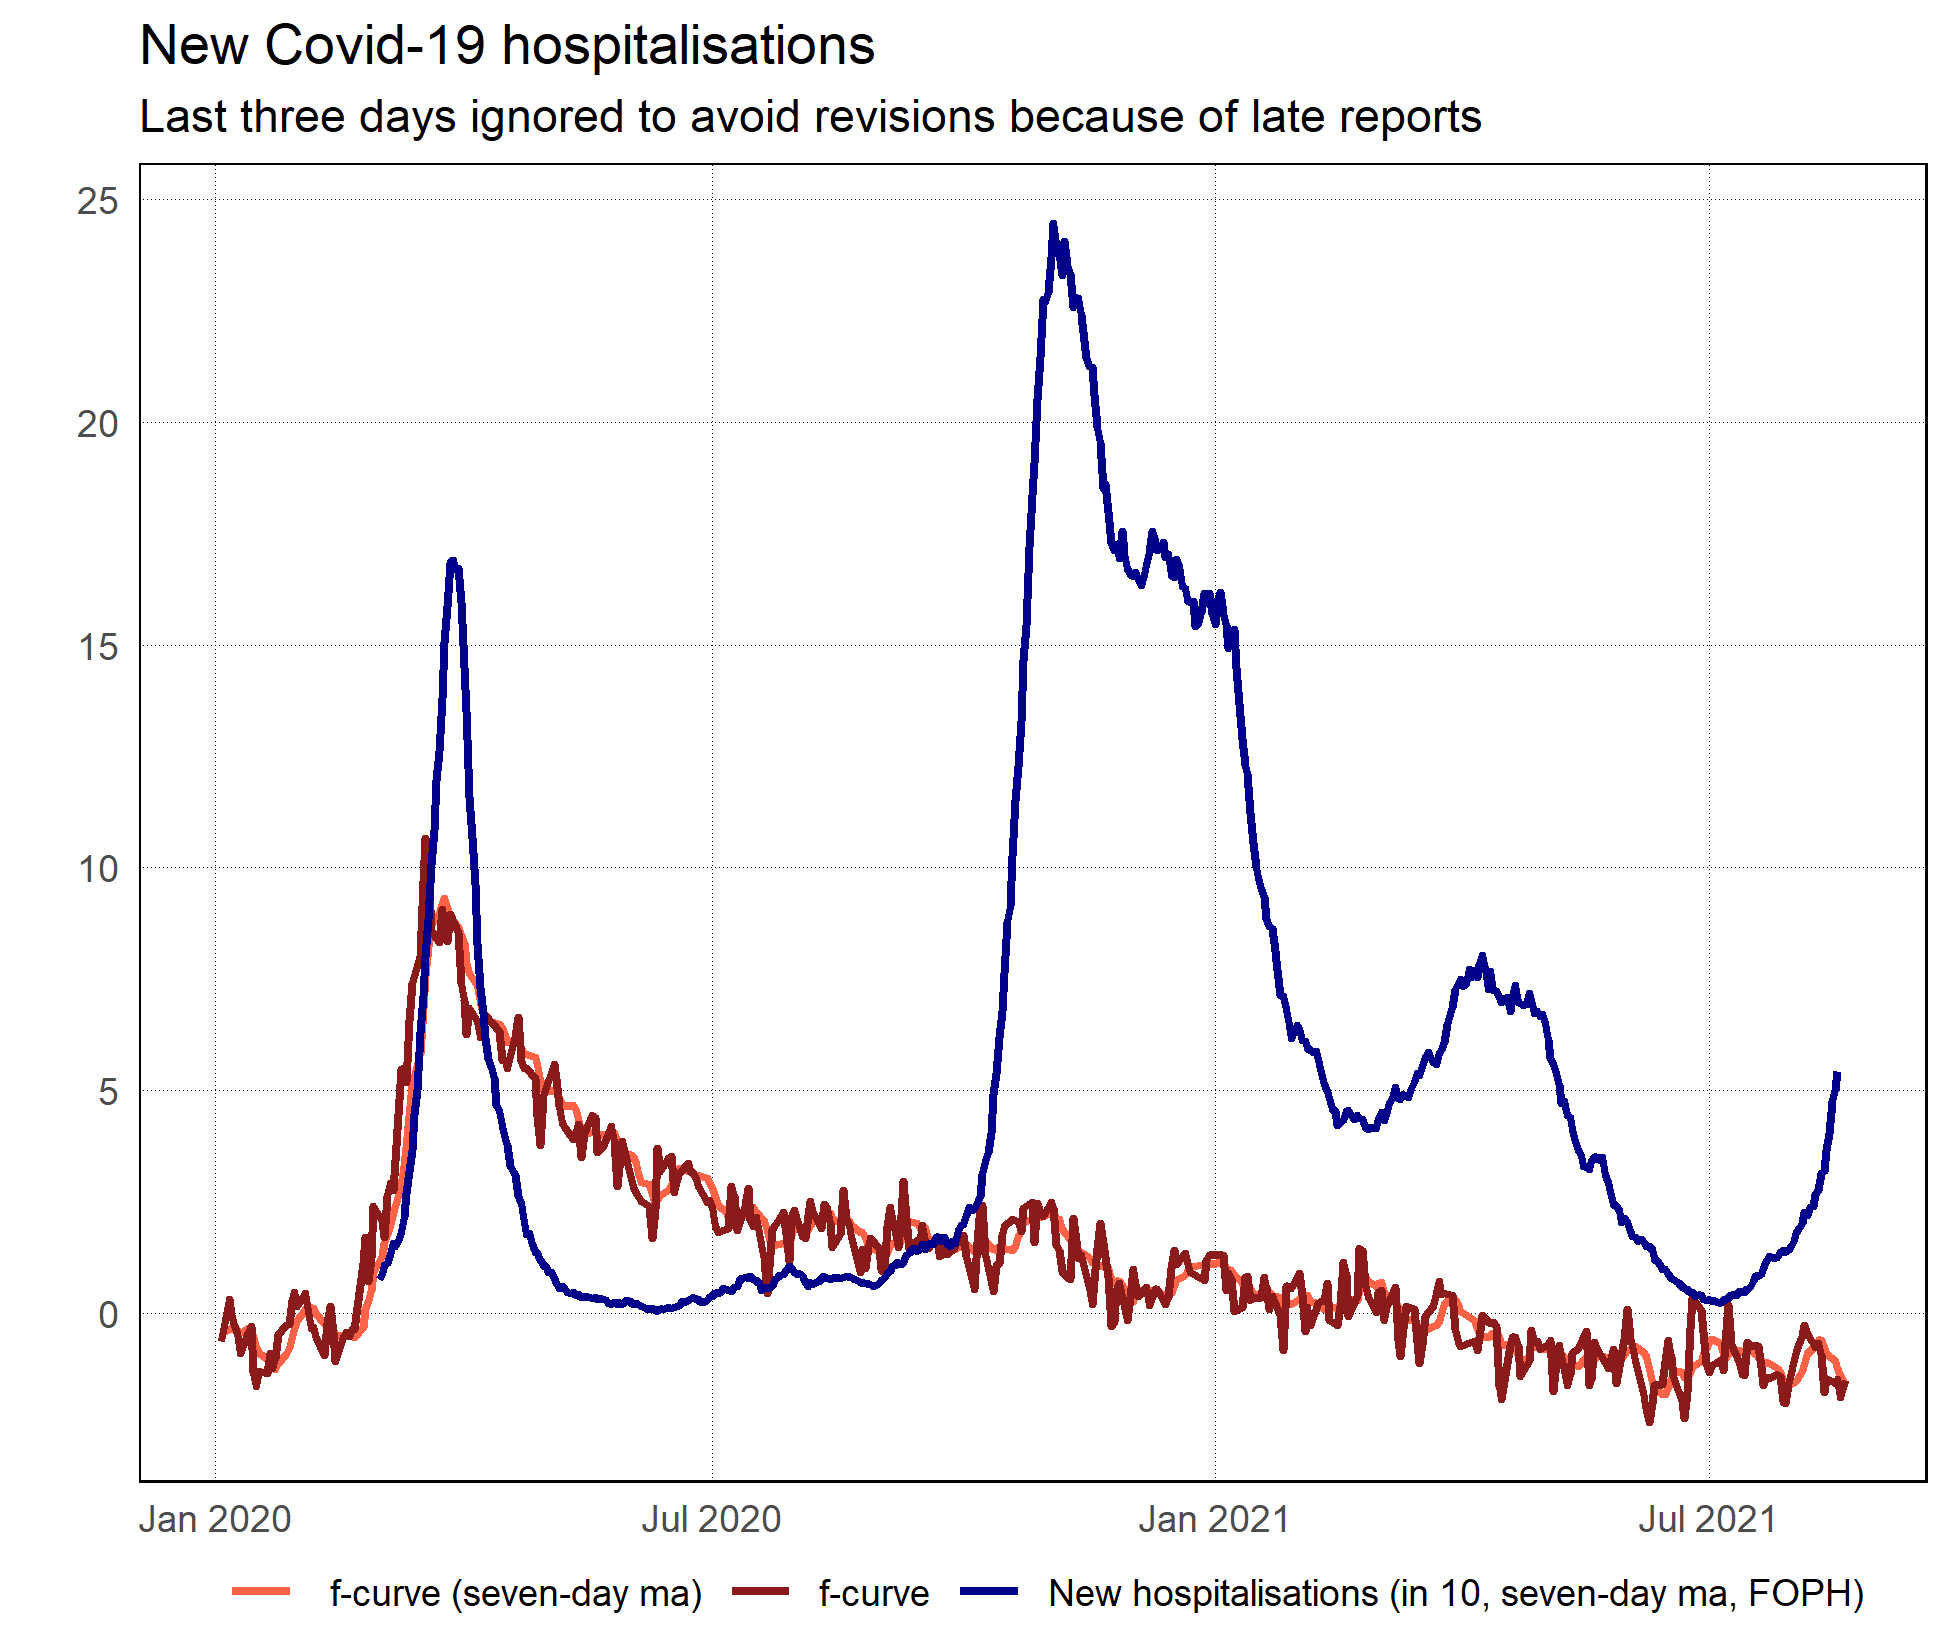 New Covid-19 hospitalisations
Last three days ignored to avoid revisions because of late reports
25
20
15
10
5
0
Jan 2020 Jul 2020 Jan 2021 Jul 2021
f-curve (seven-day ma) f-curve New hospitalisations (in 10, seven-day ma, FOPH)